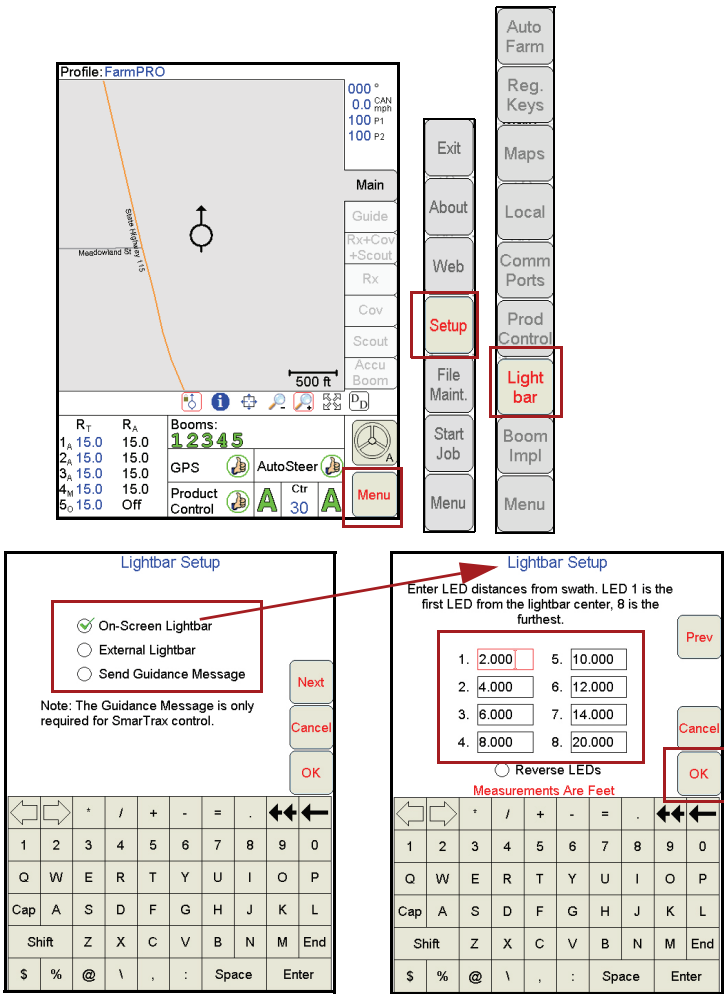 Profile: FarmPRO
000 °
0.0 CAN mph
100 P1
100 P2
Main
Guide
Rx+Cov
+Scout
Rx
Cov
Scout
Accu
Boom
State Highway 115
Meadowland St
500 ft
i
D D
RT RA
1A 15.0 15.0
2A 15.0 15.0
3A 15.0 15.0
4M 15.0 15.0
5O 15.0 Off
Booms:
1 2 3 4 5
GPS
AutoSteer
Product
Control
A
Ctr
30
A
A
Menu
Exit
About
Web
Setup
File
Maint.
Start
Job
Menu
Auto
Farm
Reg.
Keys
Maps
Local
Comm
Ports
Prod
Control
Light
bar
Boom
Impl
Menu
Lightbar Setup
On-Screen Lightbar
External Lightbar
Send Guidance Message
Note: The Guidance Message is only
required for SmarTrax control.
Next
Cancel
OK
* / + - = .
1 2 3 4 5 6 7 8 9 0
Q W E R T Y U I O P
Cap A S D F G H J K L
Shift Z X C V B N M End
$ % @ \ , : Space Enter
Lightbar Setup
Enter LED distances from swath. LED 1 is the
first LED from the lightbar center, 8 is the
furthest.
1. 2.000 5. 10.000
2. 4.000 6. 12.000
3. 6.000 7. 14.000
4. 8.000 8. 20.000
Reverse LEDs
Measurements Are Feet
Prev
Cancel
OK
* / + - = .
1 2 3 4 5 6 7 8 9 0
Q W E R T Y U I O P
Cap A S D F G H J K L
Shift Z X C V B N M End
$ % @ \ , : Space Enter